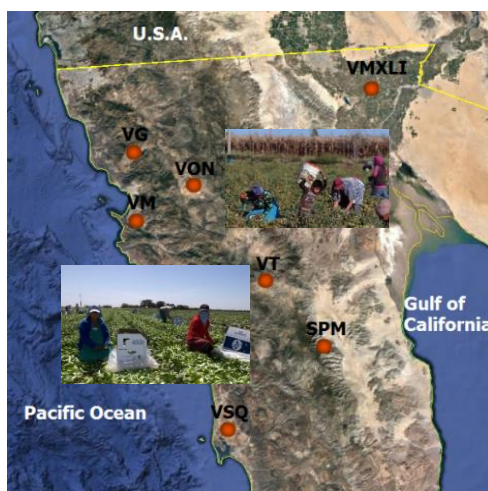 U.S.A.
VMXLI
VG
VON
VM
VT
Gulf of
California
SPM
Pacific Ocean
VSQ